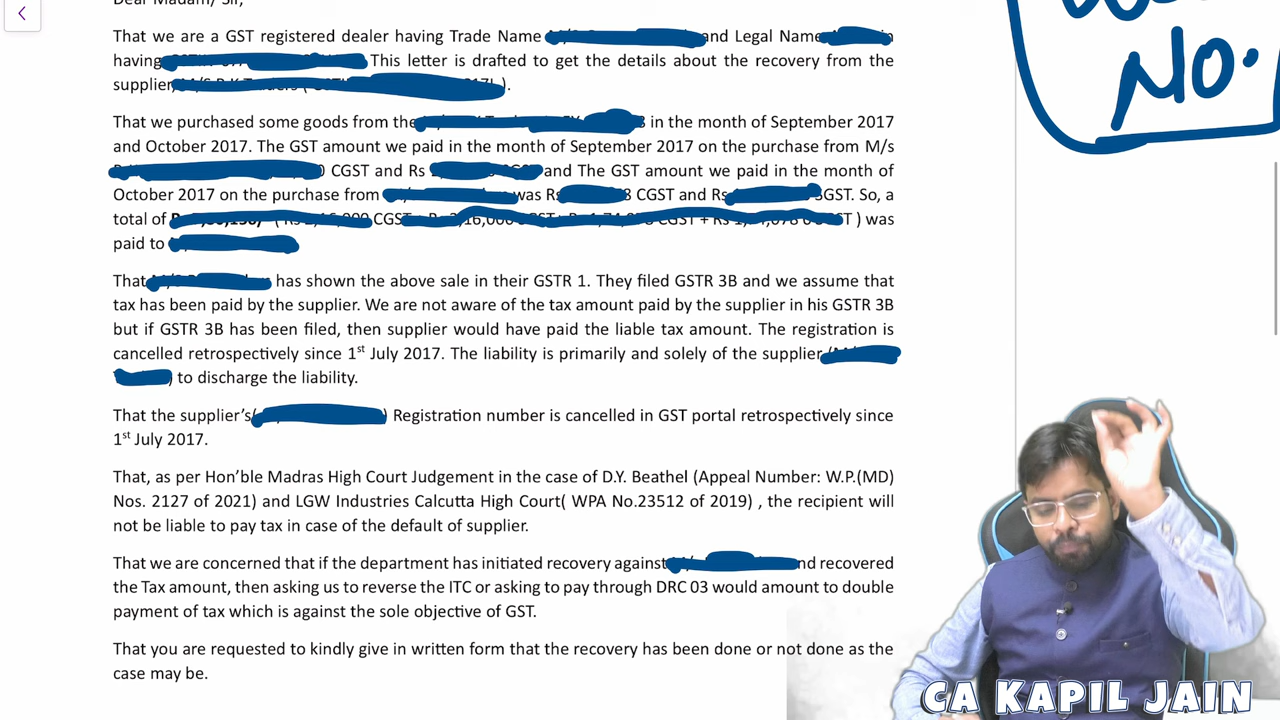 Dear Madam/ Sir,
That we are a GST registered dealer having Trade Name and Legal Name
having This letter is drafted to get the details about the recovery from the
supplier, ).
That we purchased some goods from the in the month of September 2017
and October 2017. The GST amount we paid in the month of September 2017 on the purchase from M/s
CGST and Rs and The GST amount we paid in the month of
October 2017 on the purchase from was Rs CGST and Rs SGST. So, a
total of CGST ) was
paid to
That has shown the above sale in their GSTR 1. They filed GSTR 3B and we assume that
tax has been paid by the supplier. We are not aware of the tax amount paid by the supplier in his GSTR 3B
but if GSTR 3B has been filed, then supplier would have paid the liable tax amount. The registration is
cancelled retrospectively since 1st July 2017. The liability is primarily and solely of the supplier
) to discharge the liability.
That the supplier's( ) Registration number is cancelled in GST portal retrospectively since
1st July 2017.
That, as per Hon'ble Madras High Court Judgement in the case of D.Y. Beathel (Appeal Number: W.P.(MD)
Nos. 2127 of 2021) and LGW Industries Calcutta High Court( WPA No.23512 of 2019) , the recipient will
not be liable to pay tax in case of the default of supplier.
That we are concerned that if the department has initiated recovery against and recovered
the Tax amount, then asking us to reverse the ITC or asking to pay through DRC 03 would amount to double
payment of tax which is against the sole objective of GST.
That you are requested to kindly give in written form that the recovery has been done or not done as the
case may be.
No.
CA KAPIL JAIN